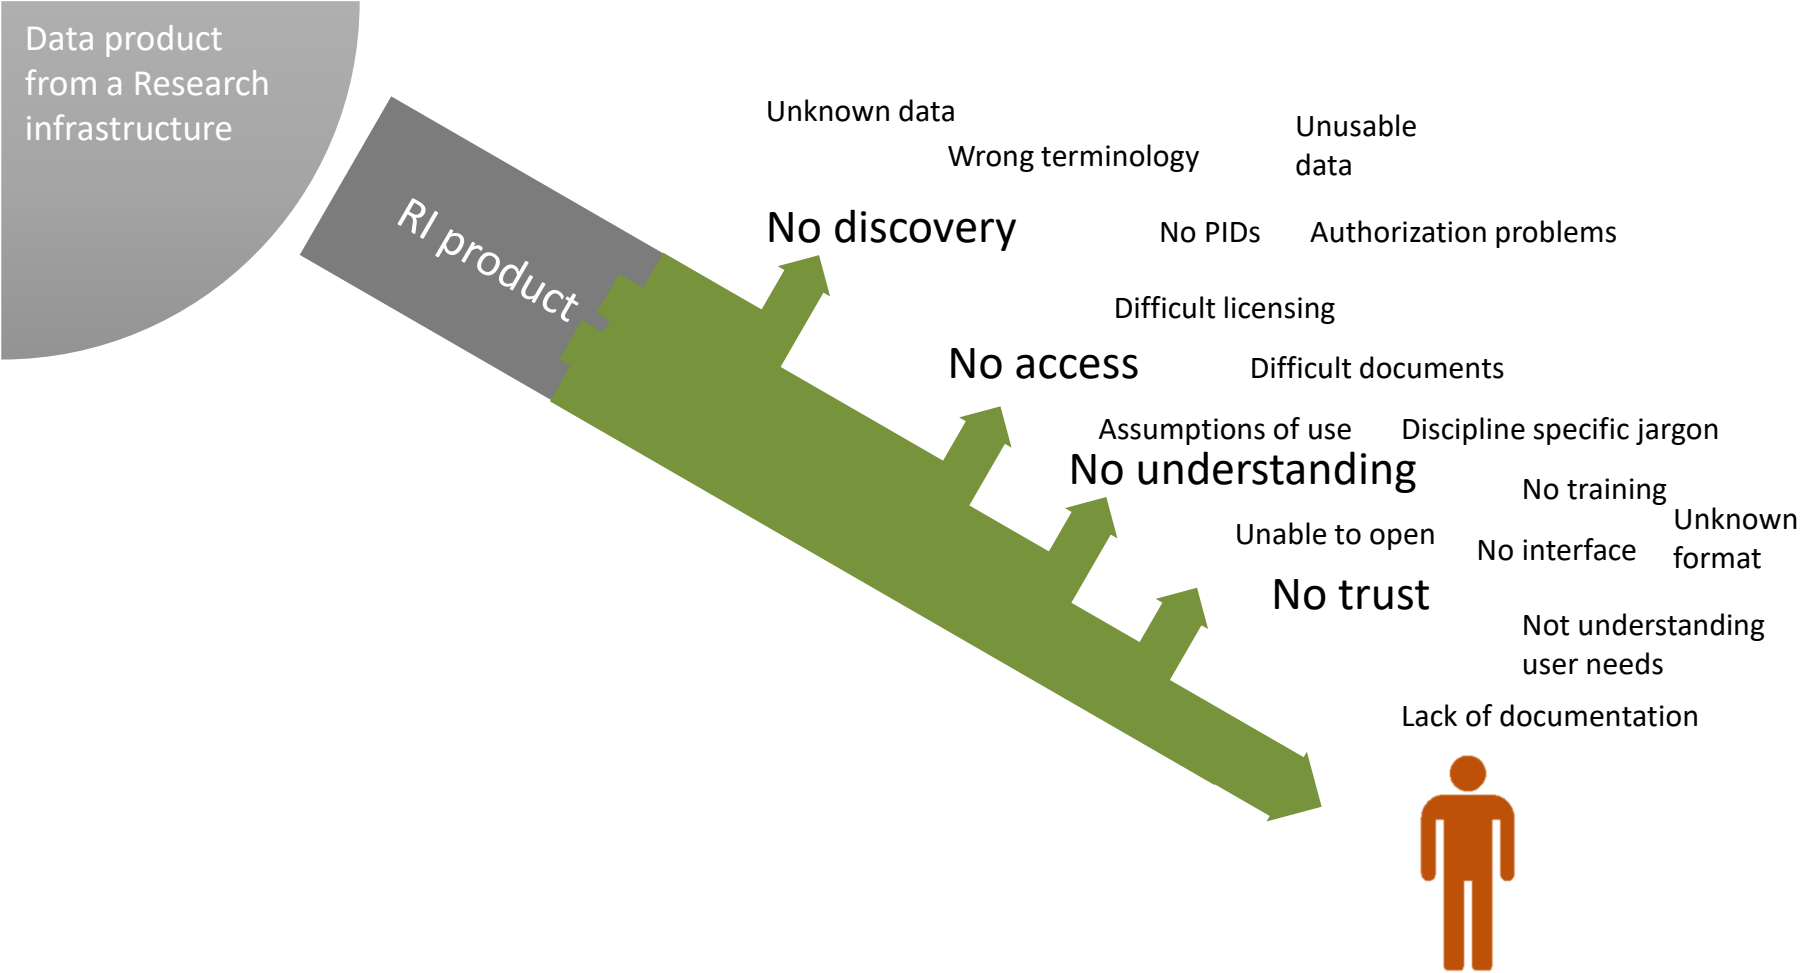 Data product
from a Research
infrastructure
RI product
Unknown data
Wrong terminology
Unusable
data
No discovery
No PIDs
Authorization problems
Difficult licensing
No access
Difficult documents
Assumptions of use
Discipline specific jargon
No understanding
No training
Unknown
format
Unable to open
No interface
No trust
Not understanding
user needs
Lack of documentation